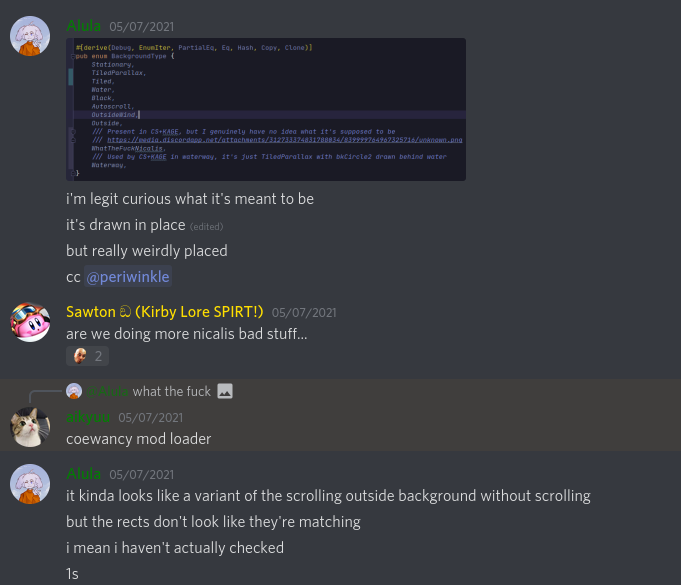 Alula 05/07/2021
#[derive(Debug, EnumIter, PartialEq, Eq, Hash, Copy, Clone)]
pub enum BackgroundType {
Stationary,
TiledParallax,
Tiled,
Water,
Black,
Autoscroll,
OutsideWind,
Outside,
/// Present in CS+KAGE, but I genuinely have no idea what it's supposed to be
/// https://media.discordapp.net/attachments/
WhatTheFuckNicalis,
/// Used by CS+KAGE in waterway, it's just TiledParallax with bkCircle2 drawn behind water
Waterway,
}
i'm legit curious what it's meant to be
it's drawn in place (edited)
but really weirdly placed
cc @periwinkle
Sawton ඞ (Kirby Lore SPIRT!) 05/07/2021
are we doing more nicalis bad stuff...
2
@Alula what the fuck
aikyuu 05/07/2021
coewancy mod loader
Alula 05/07/2021
it kinda looks like a variant of the scrolling outside background without scrolling
but the rects don't look like they're matching
i mean i haven't actually checked
1s